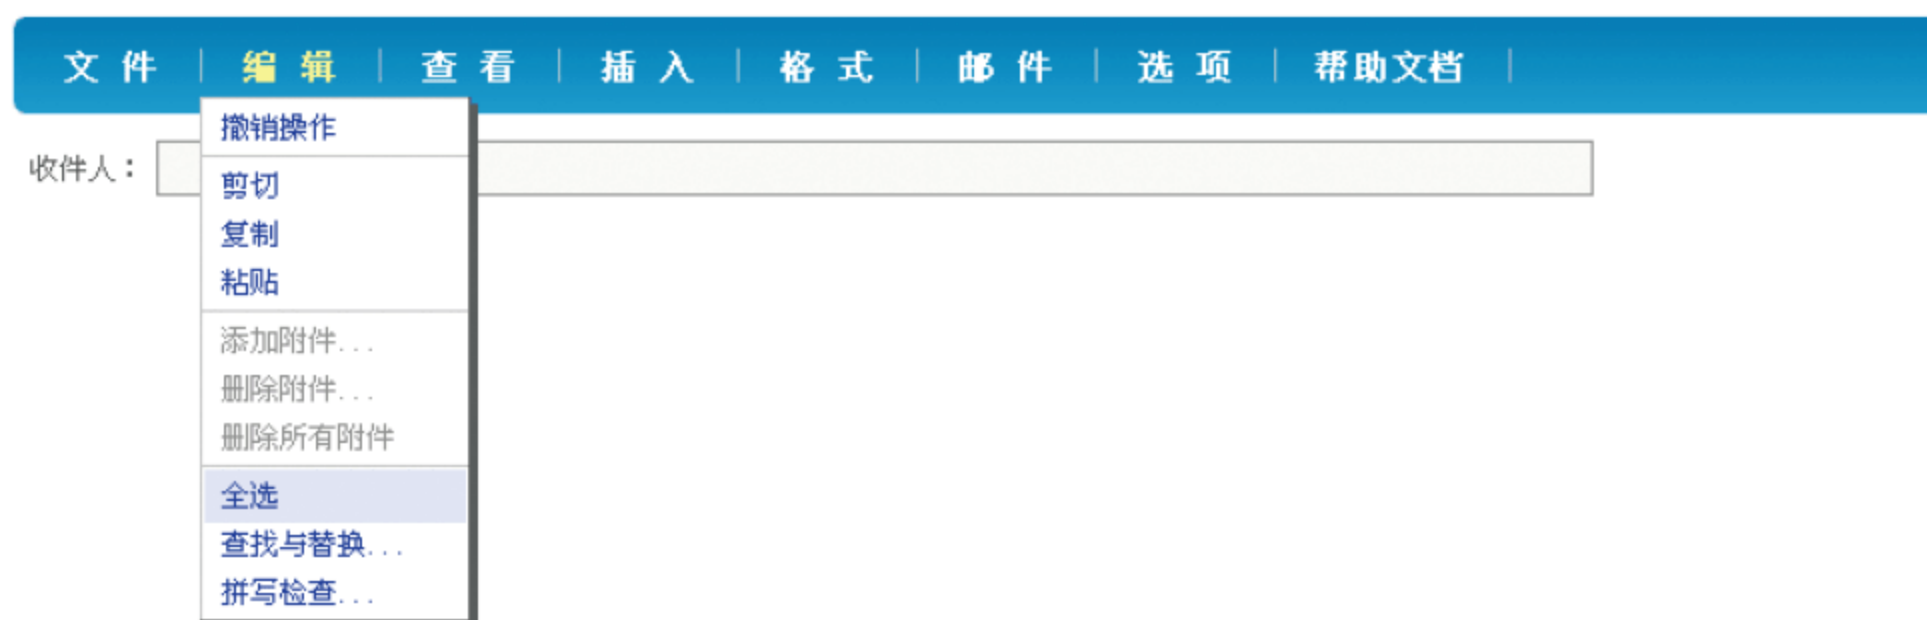 文 件 | 编 辑 | 查 看 | 插 入 | 格 式 | 邮 件 | 选 项 | 帮助文档 |
撤销操作
收件人：
剪切
复制
粘贴
添加附件...
删除附件...
删除所有附件
全选
查找与替换...
拼写检查...